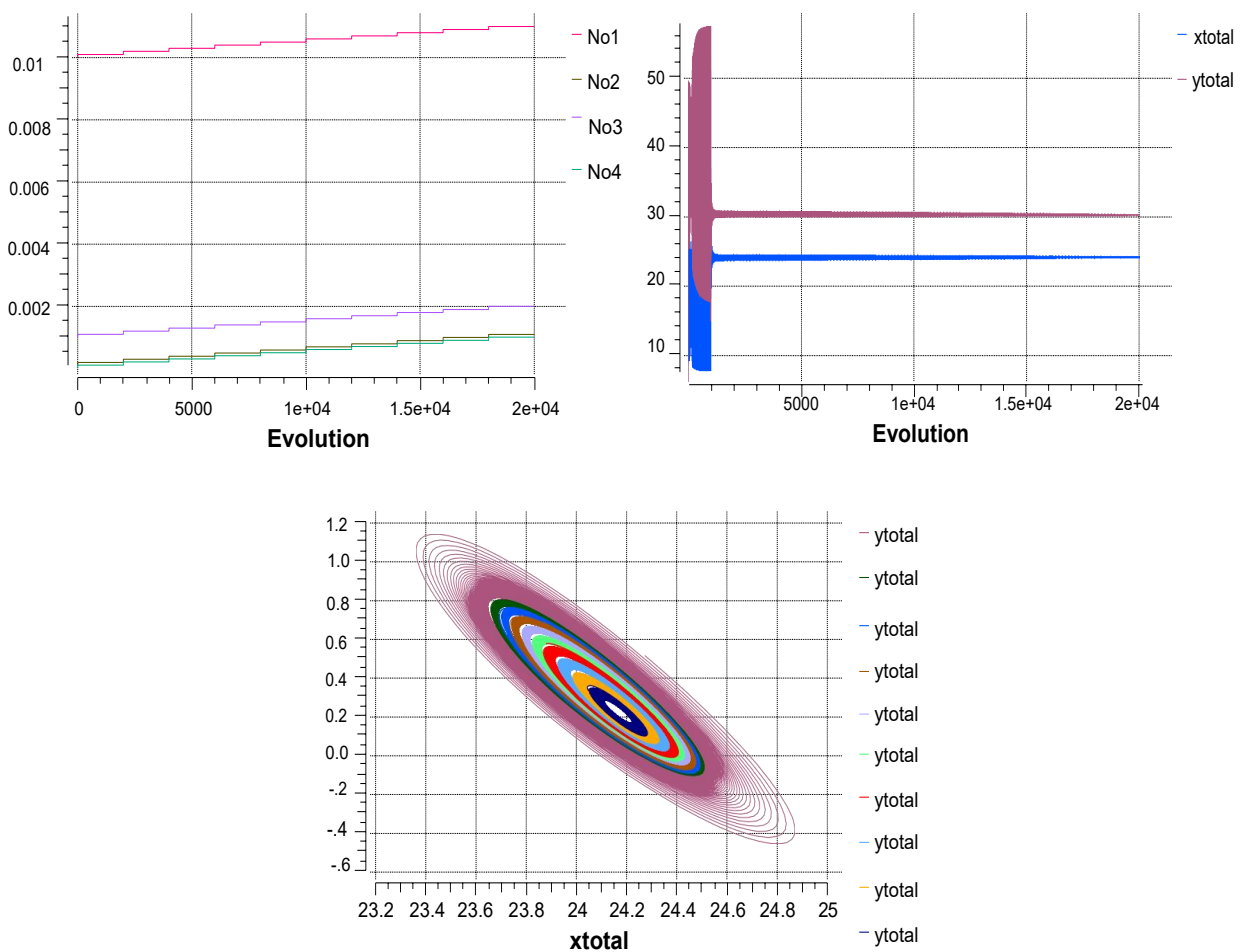 0.01
0.008
0.006
0.004
0.002
0
5000
1e+04
1.5e+04
2e+04
Evolution
No1
No2
No3
No4
50
40
30
20
10
5000
1e+04
1.5e+04
2e+04
Evolution
xtotal
ytotal
1.2
1.0
0.8
0.6
0.4
0.2
0.0
-.2
-.4
-.6
23.2
23.4
23.6
23.8
24
24.2
24.4
24.6
24.8
25
xtotal
ytotal
ytotal
ytotal
ytotal
ytotal
ytotal
ytotal
ytotal
ytotal
ytotal